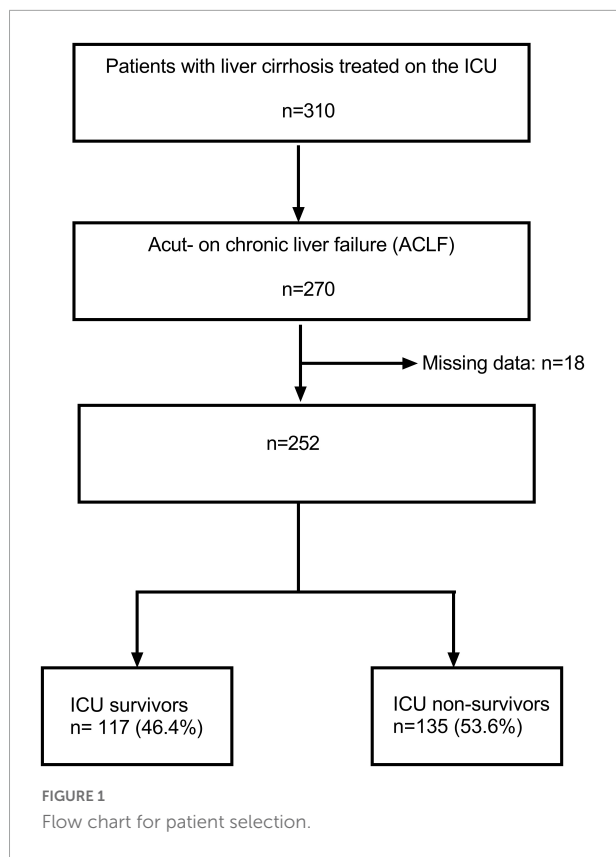 Patients with liver cirrhosis treated on the ICU
n=310
Acut- on chronic liver failure (ACLF)
n=270
Missing data: n=18
n=252
ICU survivors
n= 117 (46.4%)
ICU non-survivors
n=135 (53.6%)
FIGURE 1
Flow chart for patient selection.